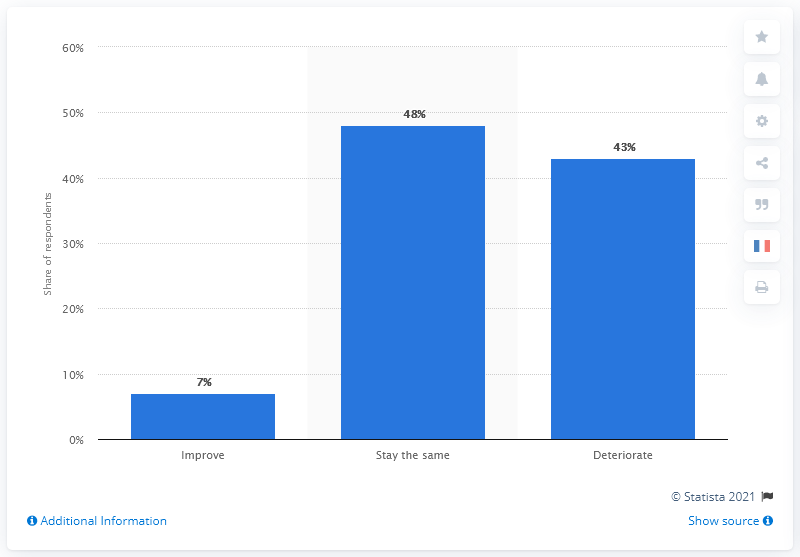 60%
50%
40%
30%
20%
10%
0%
Share of respondents
7%
48%
43%
Improve
Stay the same
Deteriorate
© Statista 2021
Additional Information
Show source